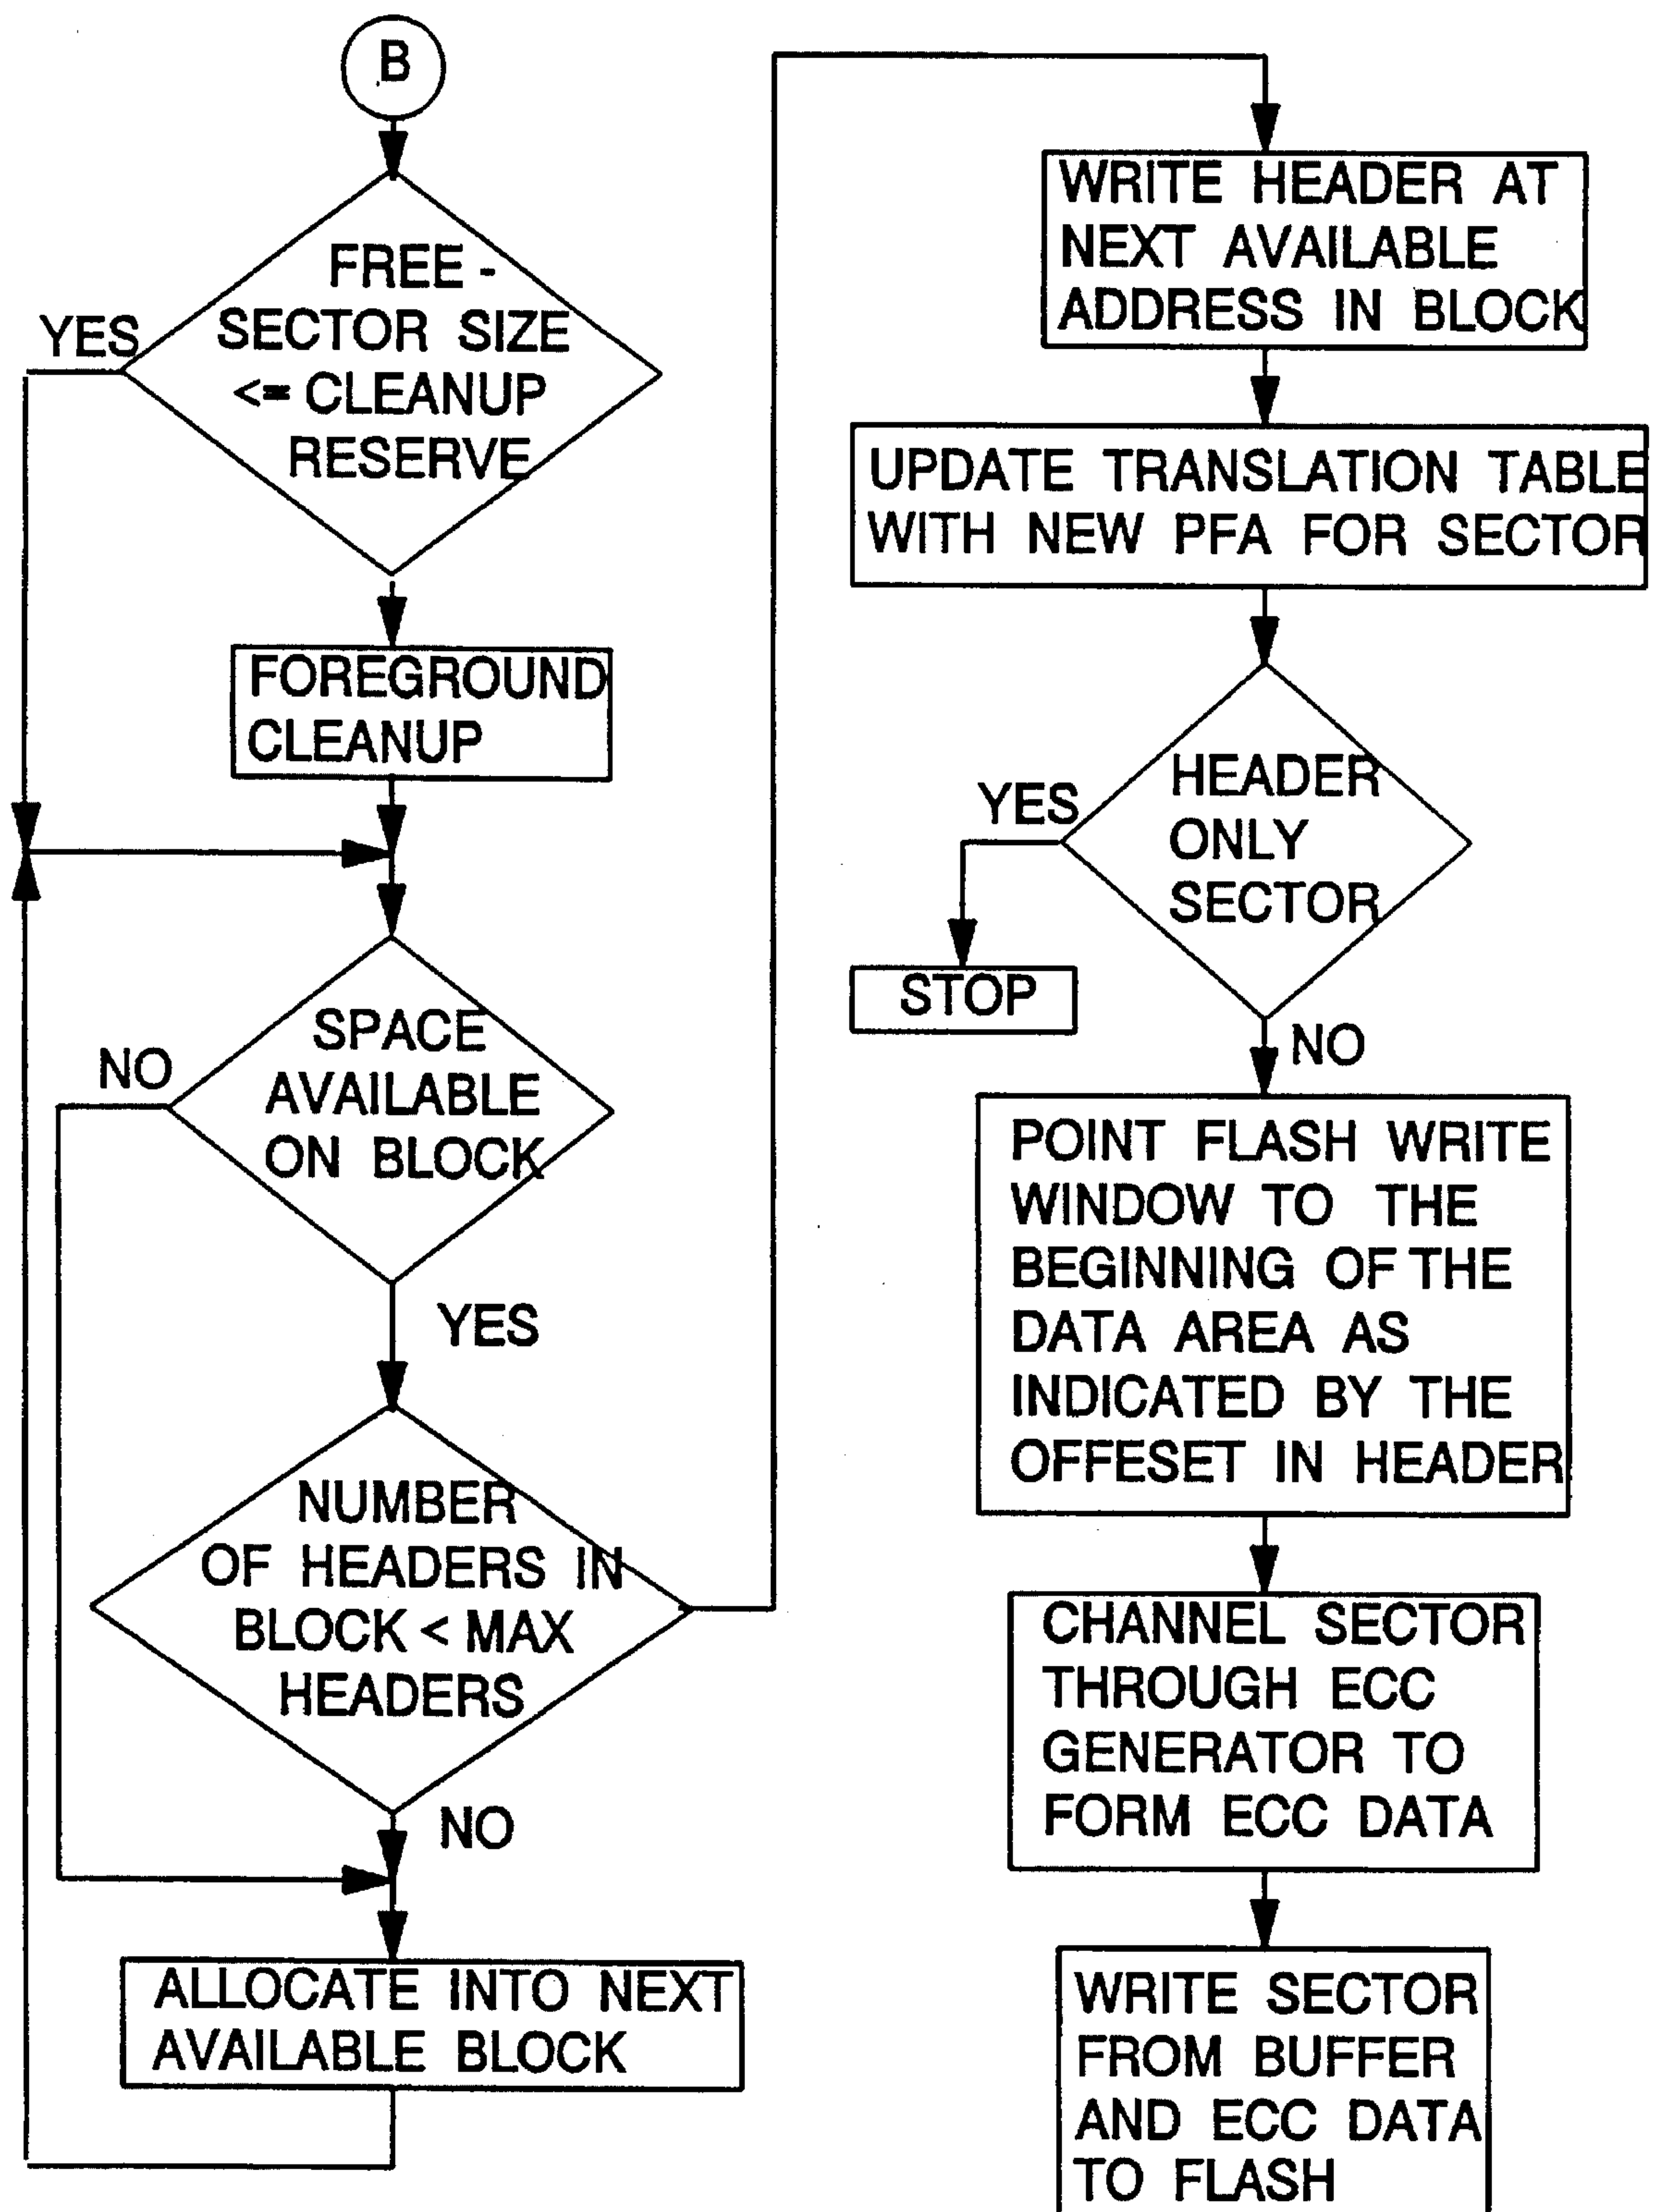 B
FREE -
SECTOR SIZE
<= CLEANUP
RESERVE
YES
FOREGROUND
CLEANUP
SPACE
AVAILABLE
ON BLOCK
NO
YES
NUMBER
OF HEADERS IN
BLOCK < MAX
HEADERS
NO
ALLOCATE INTO NEXT
AVAILABLE BLOCK
WRITE HEADER AT
NEXT AVAILABLE
ADDRESS IN BLOCK
UPDATE TRANSLATION TABLE
WITH NEW PFA FOR SECTOR
HEADER
ONLY
SECTOR
YES
STOP
NO
POINT FLASH WRITE
WINDOW TO THE
BEGINNING OF THE
DATA AREA AS
INDICATED BY THE
OFFESET IN HEADER
CHANNEL SECTOR
THROUGH ECC
GENERATOR TO
FORM ECC DATA
WRITE SECTOR
FROM BUFFER
AND ECC DATA
TO FLASH